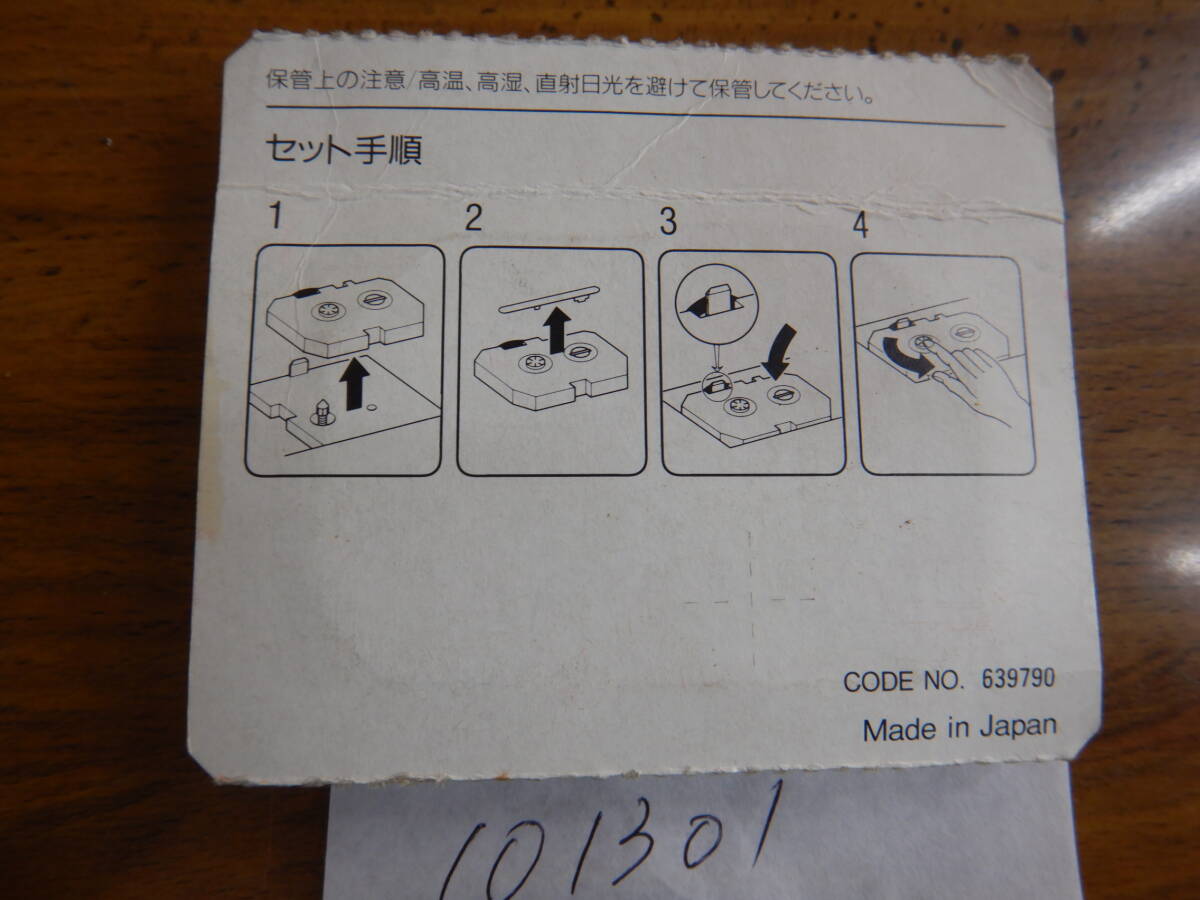 保管上の注意/高温、高湿、直射日光を避けて保管してください。
セット手順
1 2 3 4
CODE NO. 639790
Made in Japan
101301